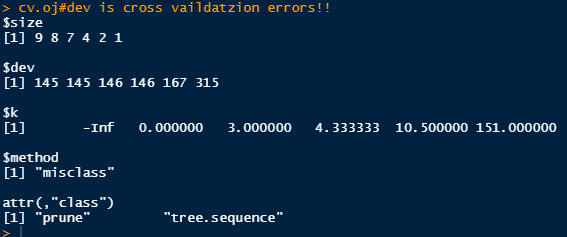 > cv.oj#dev is cross vaildatzion errors!!
$size
[1] 9 8 7 4 2 1
$dev
[1] 145 145 146 146 167 315
$k
[1]       -Inf   0.000000   3.000000   4.333333  10.500000 151.000000
$method
[1] "misclass"
attr(,"class")
[1] "prune"         "tree.sequence"
>